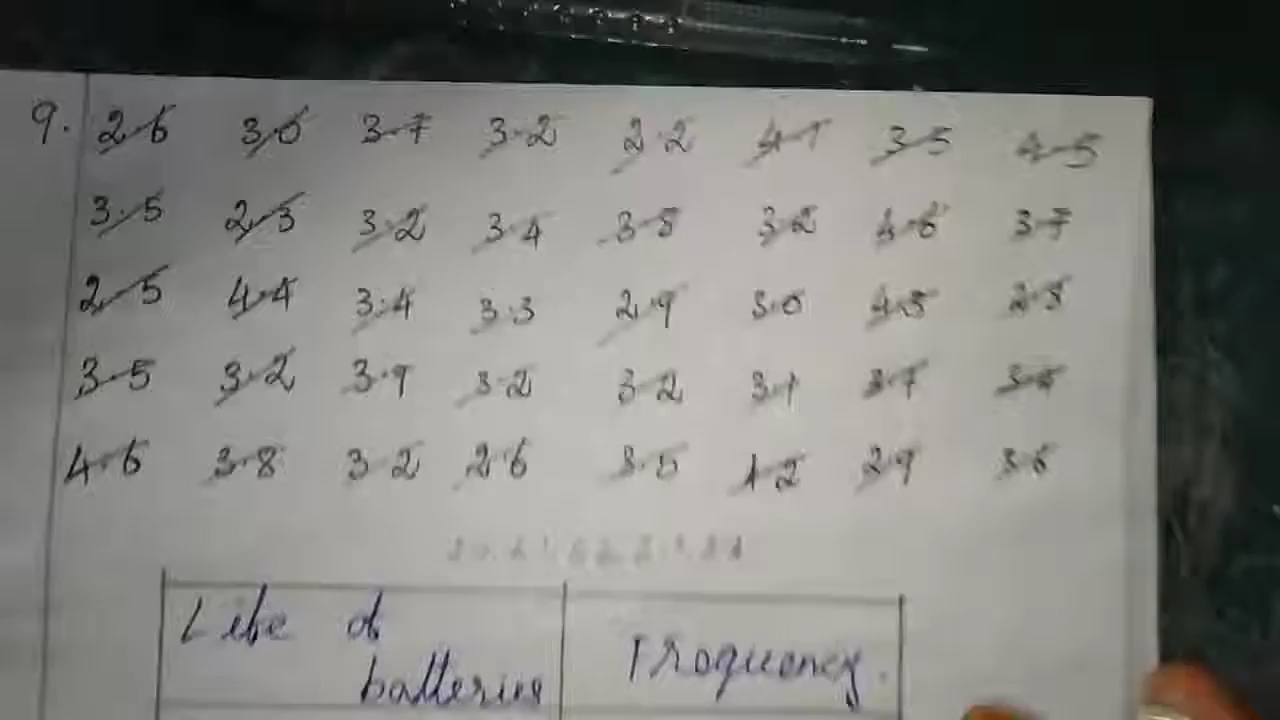 9. 2.6 3.0 3.7 3.2 2.2 4.1 3.5 4.5
3.5 2.3 3.2 3.4 3.8 3.2 4.6 3.7
2.5 4.4 3.4 3.3 2.9 3.0 4.3 2.8
3.5 3.2 3.9 3.2 3.2 3.1 3.7 3.4
4.6 3.8 3.2 2.6 3.5 4.2 2.9 3.6
Life of
batteries
Frequency.